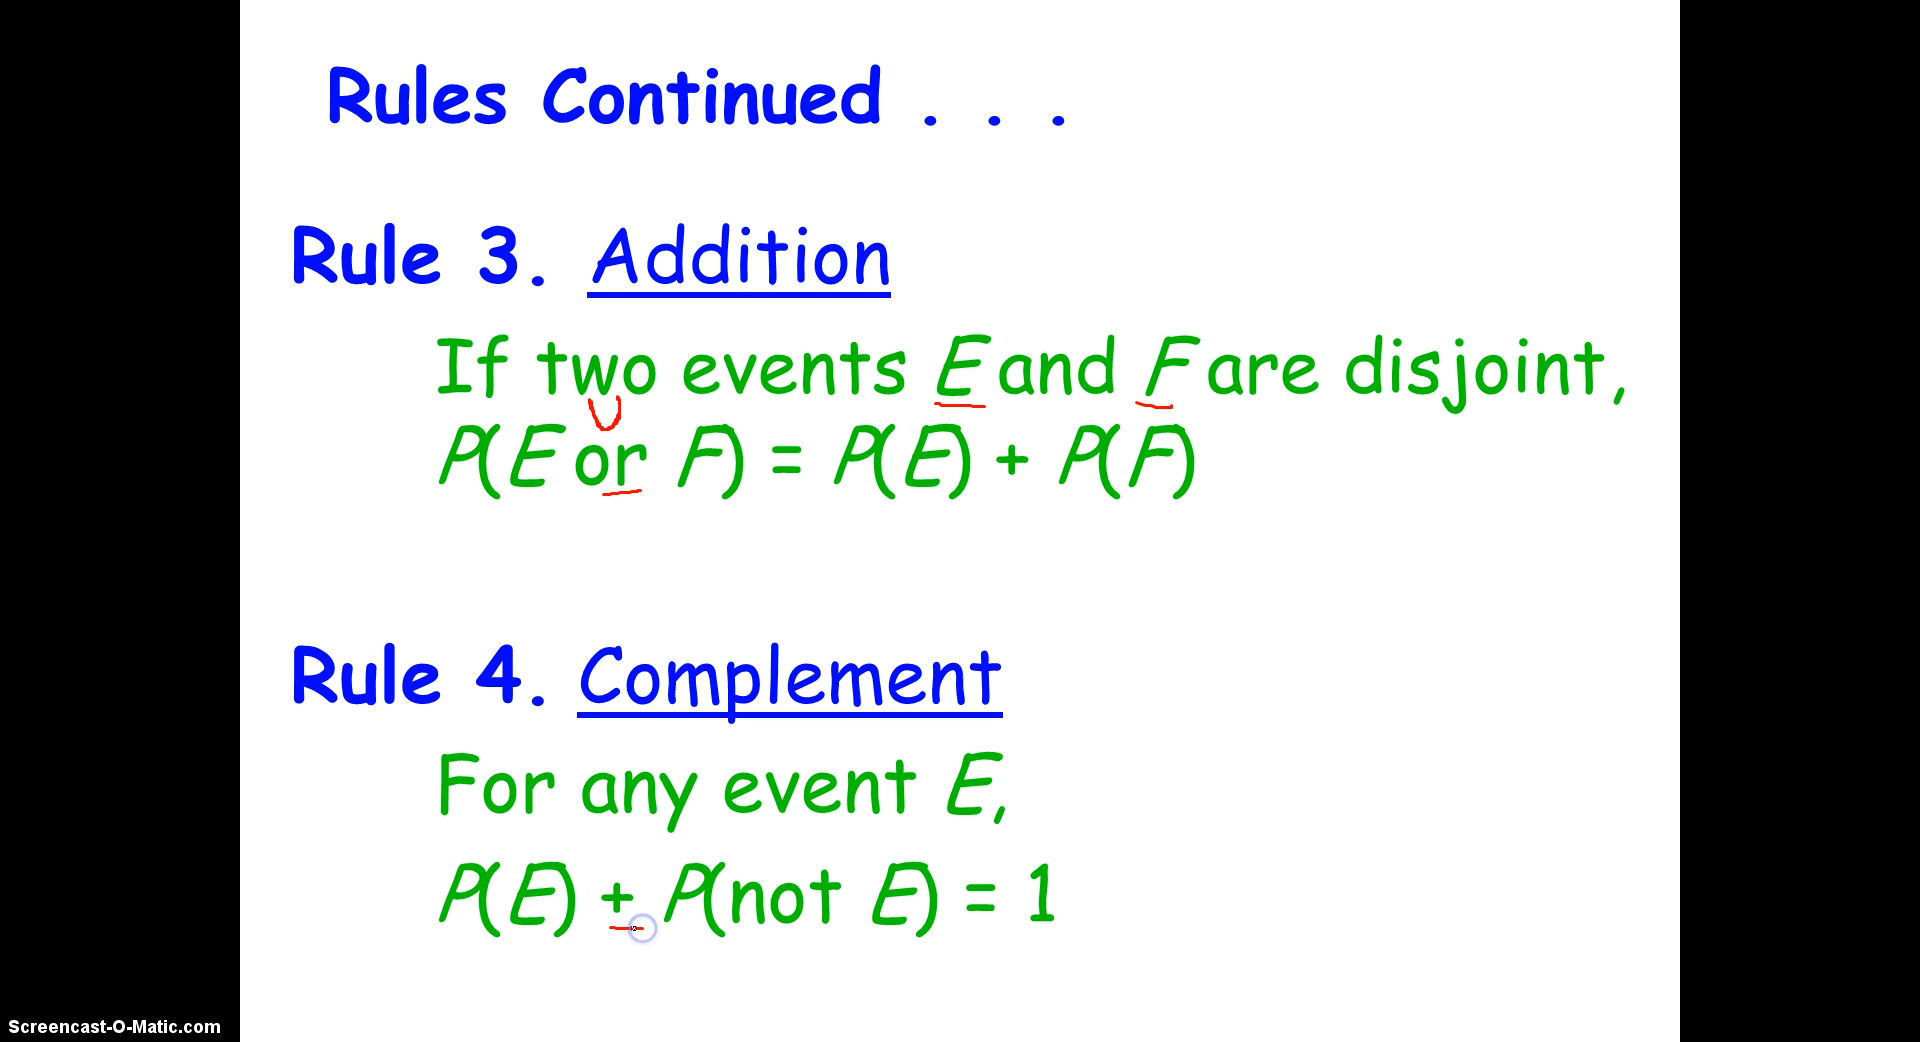 Rules Continued . . .
Rule 3. Addition
If two events E and F are disjoint,
P(E or F) = P(E) + P(F)
Rule 4. Complement
For any event E,
P(E) + P(not E) = 1
Screencast-O-Matic.com